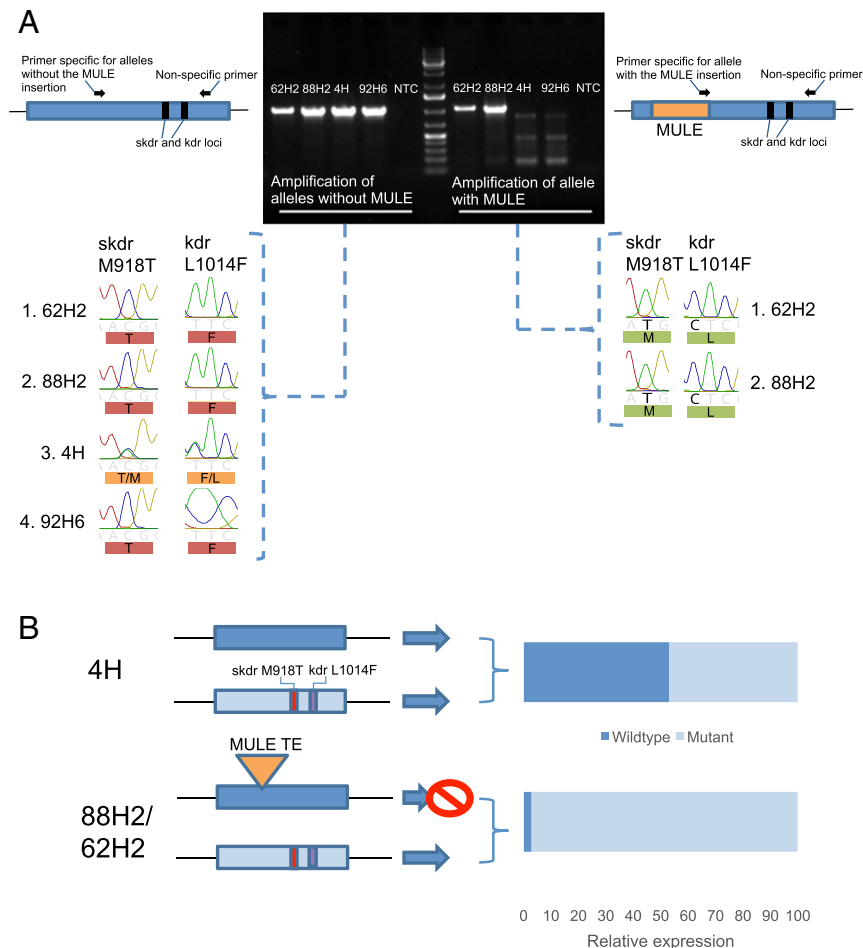 A
Primer specific for alleles
without the MULE
insertion
Non-specific primer
skdr and kdr loci
62H2 88H2 4H 92H6 NTC
62H2 88H2 4H 92H6 NTC
Amplification of
alleles without MULE
Amplification of allele
with MULE
Primer specific for allele
with the MULE insertion
Non-specific primer
MULE
skdr and kdr loci
skdr
M918T
kdr
L1014F
1. 62H2
A C G
T
T T C
F
2. 88H2
A C G
T
T T C
F
3. 4H
A C G
T/M
T T C
F/L
4. 92H6
A C G
T
T T C
F
skdr
M918T
kdr
L1014F
A T G
M
C T C
L
1. 62H2
A T G
M
C T C
L
2. 88H2
B
4H
skdr M918T
kdr L1014F
Wildtype
Mutant
MULE TE
88H2/
62H2
0 10 20 30 40 50 60 70 80 90 100
Relative expression